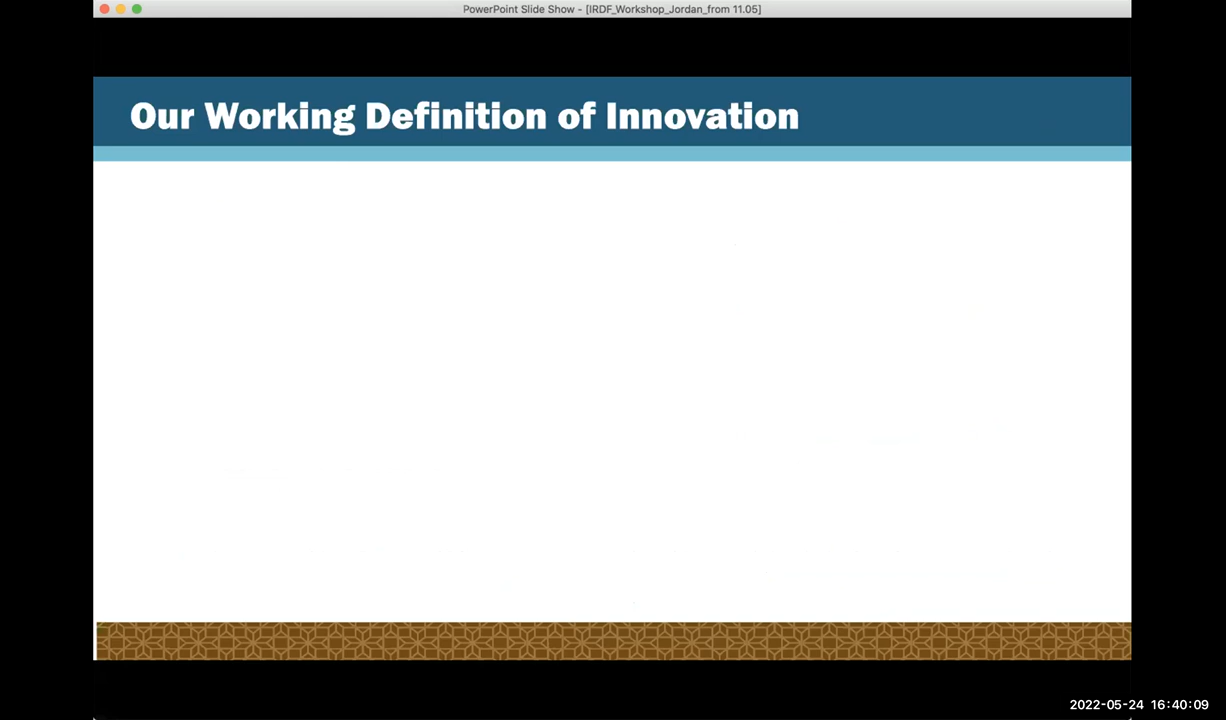 PowerPoint Slide Show - [IRDF_Workshop_Jordan_from 11.05]
Our Working Definition of Innovation
2022-05-24 16:40:09